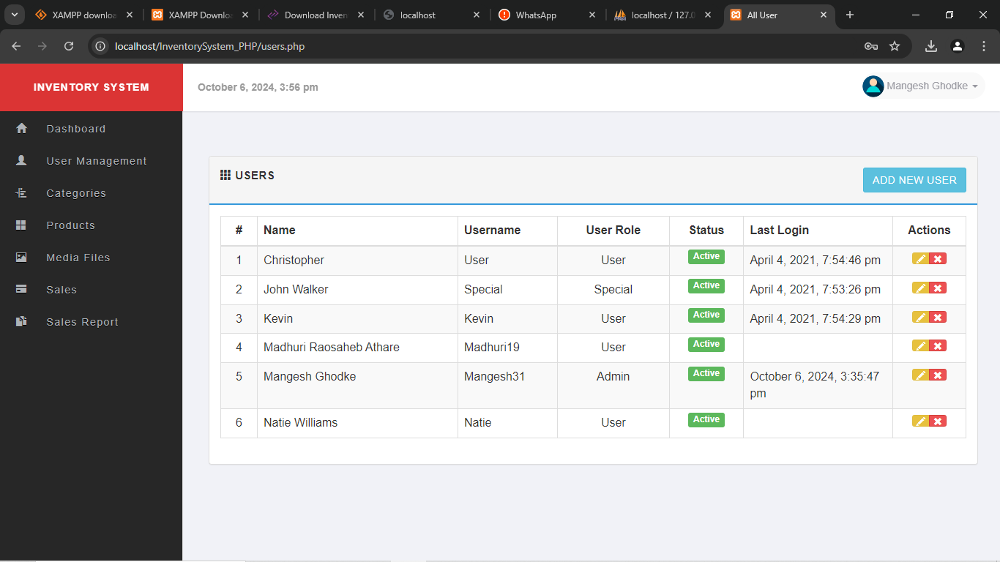 XAMPP downloa
XAMPP Downlo
Download Inven
localhost
WhatsApp
localhost / 127.0
All User
localhost/InventorySystem_PHP/users.php
INVENTORY SYSTEM
October 6, 2024, 3:56 pm
Mangesh Ghodke
Dashboard
User Management
Categories
Products
Media Files
Sales
Sales Report
USERS
ADD NEW USER
# Name Username User Role Status Last Login Actions
1 Christopher User User Active April 4, 2021, 7:54:46 pm
2 John Walker Special Special Active April 4, 2021, 7:53:26 pm
3 Kevin Kevin User Active April 4, 2021, 7:54:29 pm
4 Madhuri Raosaheb Athare Madhuri19 User Active
5 Mangesh Ghodke Mangesh31 Admin Active October 6, 2024, 3:35:47
pm
6 Natie Williams Natie User Active